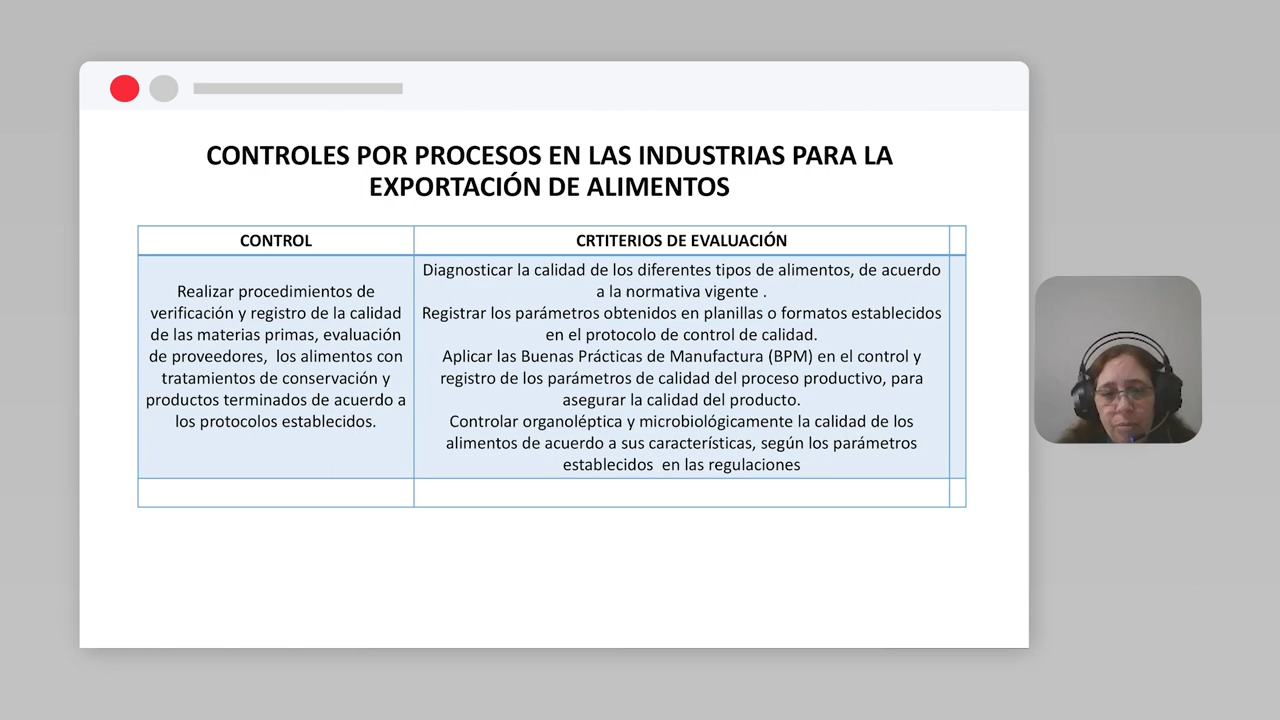 CONTROLES POR PROCESOS EN LAS INDUSTRIAS PARA LA
EXPORTACIÓN DE ALIMENTOS
CONTROL
CRTITERIOS DE EVALUACIÓN
Realizar procedimientos de
verificación y registro de la calidad
de las materias primas, evaluación
de proveedores, los alimentos con
tratamientos de conservación y
productos terminados de acuerdo a
los protocolos establecidos.
Diagnosticar la calidad de los diferentes tipos de alimentos, de acuerdo
a la normativa vigente .
Registrar los parámetros obtenidos en planillas o formatos establecidos
en el protocolo de control de calidad.
Aplicar las Buenas Prácticas de Manufactura (BPM) en el control y
registro de los parámetros de calidad del proceso productivo, para
asegurar la calidad del producto.
Controlar organoléptica y microbiológicamente la calidad de los
alimentos de acuerdo a sus características, según los parámetros
establecidos en las regulaciones